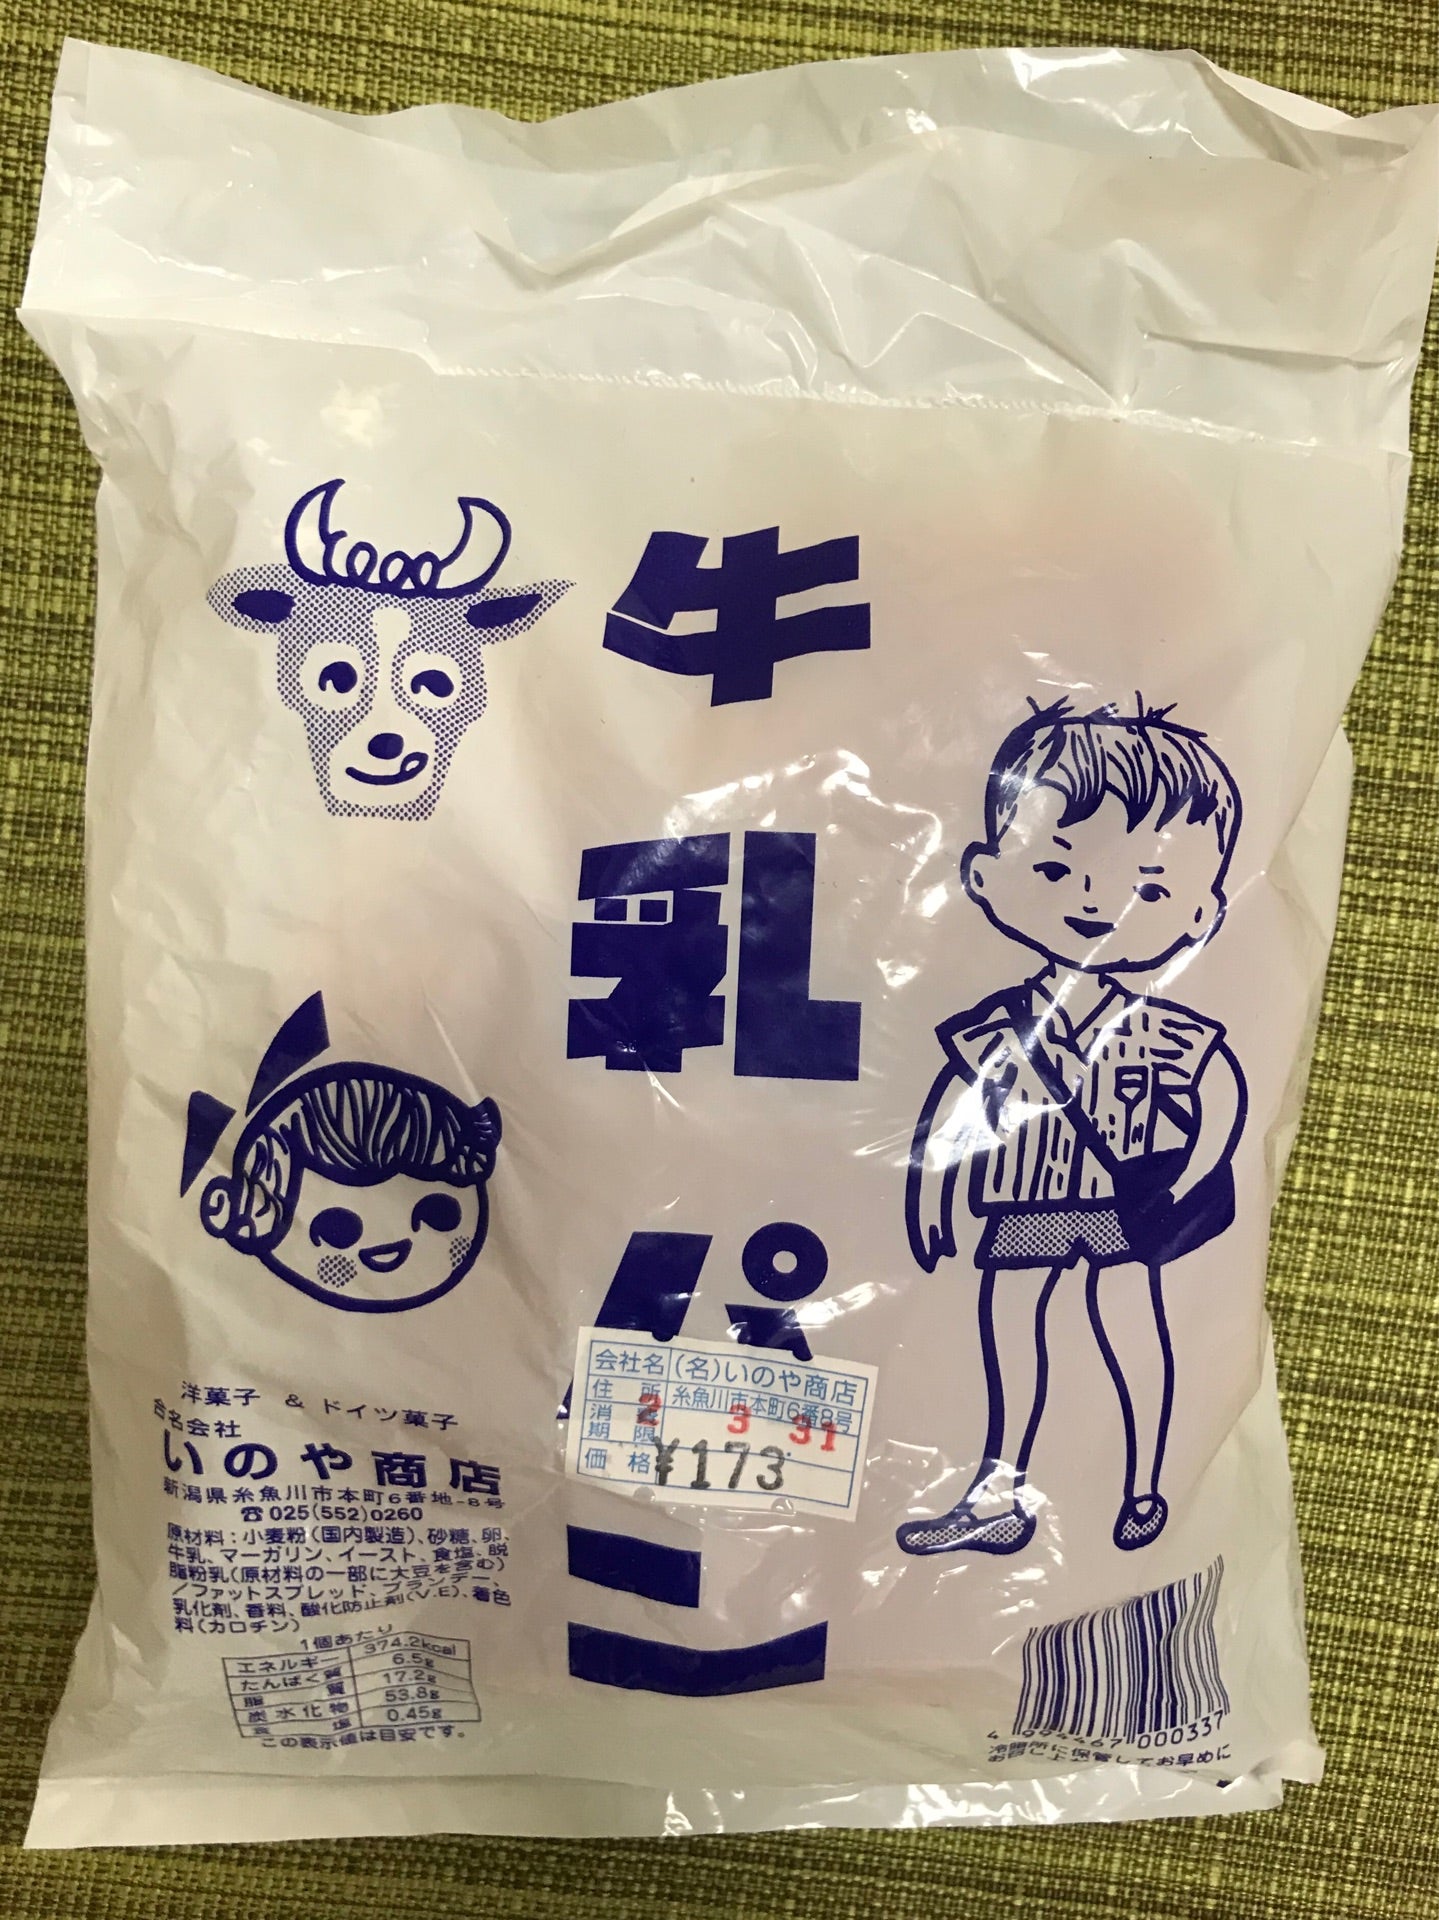 牛乳パン
会社名 (名)いのや商店
住所 糸魚川市本町6番8号
消費期限 2 3 31
価格 ¥173
洋菓子 & ドイツ菓子
合名会社
いのや商店
新潟県糸魚川市本町6番地-8号
☎025(552)0260
原材料:小麦粉(国内製造)、砂糖、卵、
牛乳、マーガリン、イースト、食塩、脱
脂粉乳(原材料の一部に大豆を含む)
/ファットスプレッド、ブランデー、
乳化剤、香料、酸化防止剤(V.E)、着色
料(カロチン)
1個あたり
エネルギー 374.2kcal
たんぱく質 6.5g
脂質 17.2g
炭水化物 53.8g
食塩 0.45g
この表示値は目安です。
4 994467 000337
冷暗所に保管してお早めに
お召し上